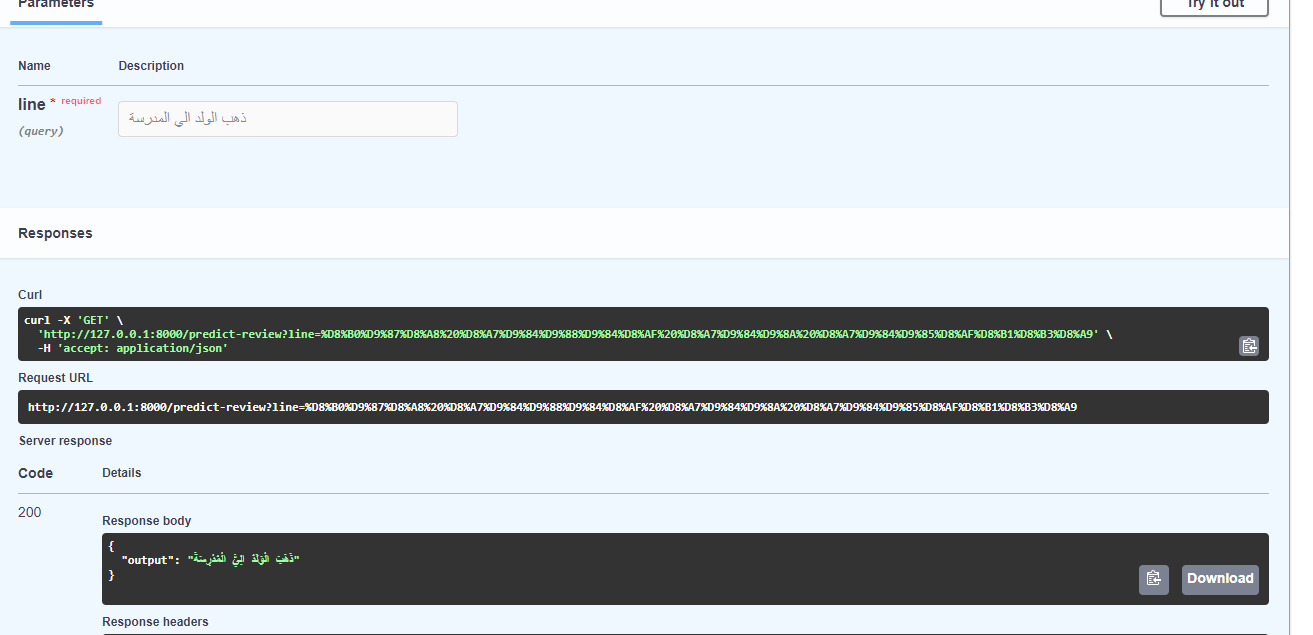 Parameters
Try it out
Name
Description
line * required
(query)
ذهب الولد الي المدرسة
Responses
Curl
curl -X 'GET' \
'http://127.0.0.1:8000/predict-review?line=%D8%B0%D9%87%D8%A8%20%D8%A7%D9%84%D9%88%D9%84%D8%AF%20%D8%A7%D9%84%D9%8A%20%D8%A7%D9%84%D9%85%D8%AF%D8%B1%D8%B3%D8%A9' \
-H 'accept: application/json'
Request URL
http://127.0.0.1:8000/predict-review?line=%D8%B0%D9%87%D8%A8%20%D8%A7%D9%84%D9%88%D9%84%D8%AF%20%D8%A7%D9%84%D9%8A%20%D8%A7%D9%84%D9%85%D8%AF%D8%B1%D8%B3%D8%A9
Server response
Code
Details
200
Response body
{
"output": "ذَهَبَ الْوَلَدُ الِيَّ الْمَدْرِسَةَ"
}
Download
Response headers